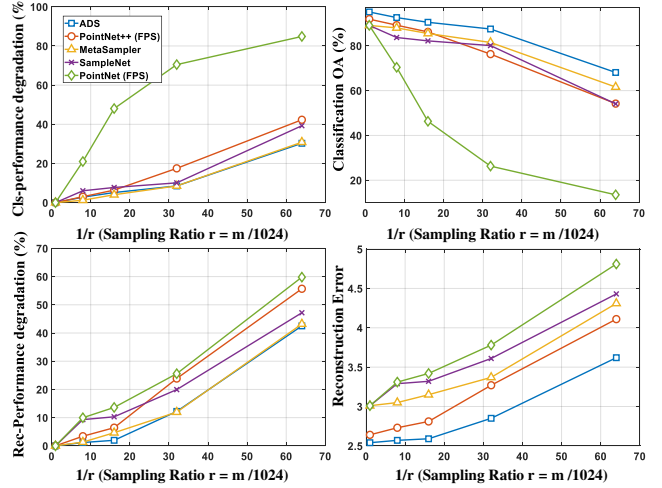 Cls-performance degradation (%
100
80
60
40
20
0
0 10 20 30 40 50 60 70
1/r (Sampling Ratio r = m /1024)
ADS
PointNet++ (FPS)
MetaSampler
SampleNet
PointNet (FPS)
Classification OA (%)
80
60
40
20
0 10 20 30 40 50 60 70
1/r (Sampling Ratio r = m /1024)
Rec-Performance degradation (%)
70
60
50
40
30
20
10
0
0 10 20 30 40 50 60 70
1/r (Sampling Ratio r = m /1024)
Reconstruction Error
5
4.5
4
3.5
3
2.5
0 10 20 30 40 50 60 70
1/r (Sampling Ratio r = m /1024)